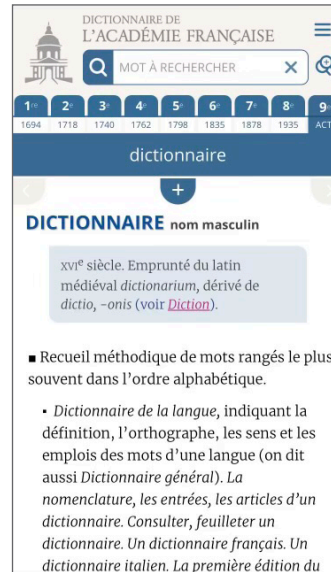 DICTIONNAIRE DE
L'ACADÉMIE FRANÇAISE
MOT À RECHERCHER
1re 2e 3e 4e 5e 6e 7e 8e 9e
1694 1718 1740 1762 1798 1835 1878 1935 ACT
dictionnaire
+
DICTIONNAIRE nom masculin
XVIe siècle. Emprunté du latin
médiéval dictionarium, dérivé de
dictio, -onis (voir Diction).
■ Recueil méthodique de mots rangés le plus
souvent dans l'ordre alphabétique.
▪ Dictionnaire de la langue, indiquant la
définition, l'orthographe, les sens et les
emplois des mots d'une langue (on dit
aussi Dictionnaire général). La
nomenclature, les entrées, les articles d'un
dictionnaire. Consulter, feuilleter un
dictionnaire. Un dictionnaire français. Un
dictionnaire italien. La première édition du